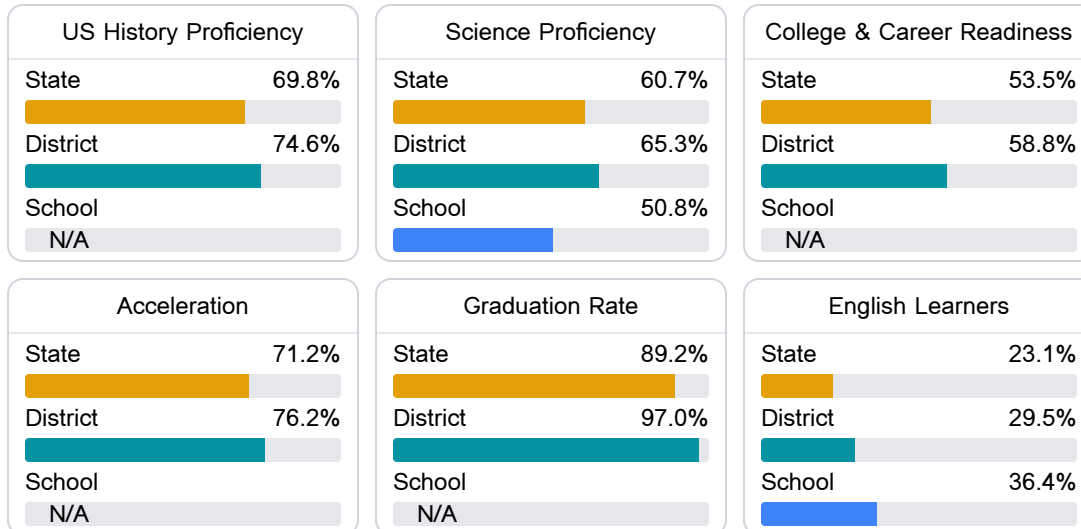 US History Proficiency
State 69.8%
District 74.6%
School
N/A
Science Proficiency
State 60.7%
District 65.3%
School 50.8%
College & Career Readiness
State 53.5%
District 58.8%
School
N/A
Acceleration
State 71.2%
District 76.2%
School
N/A
Graduation Rate
State 89.2%
District 97.0%
School
N/A
English Learners
State 23.1%
District 29.5%
School 36.4%